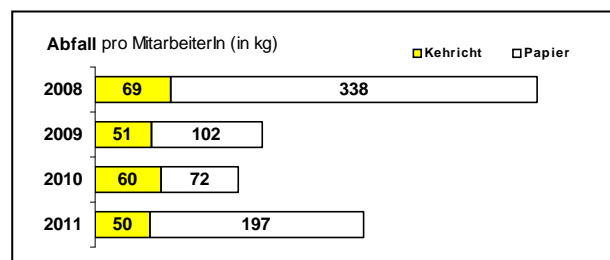 Abfall pro MitarbeiterIn (in kg)
Kehricht Papier
2008 69 338
2009 51 102
2010 60 72
2011 50 197